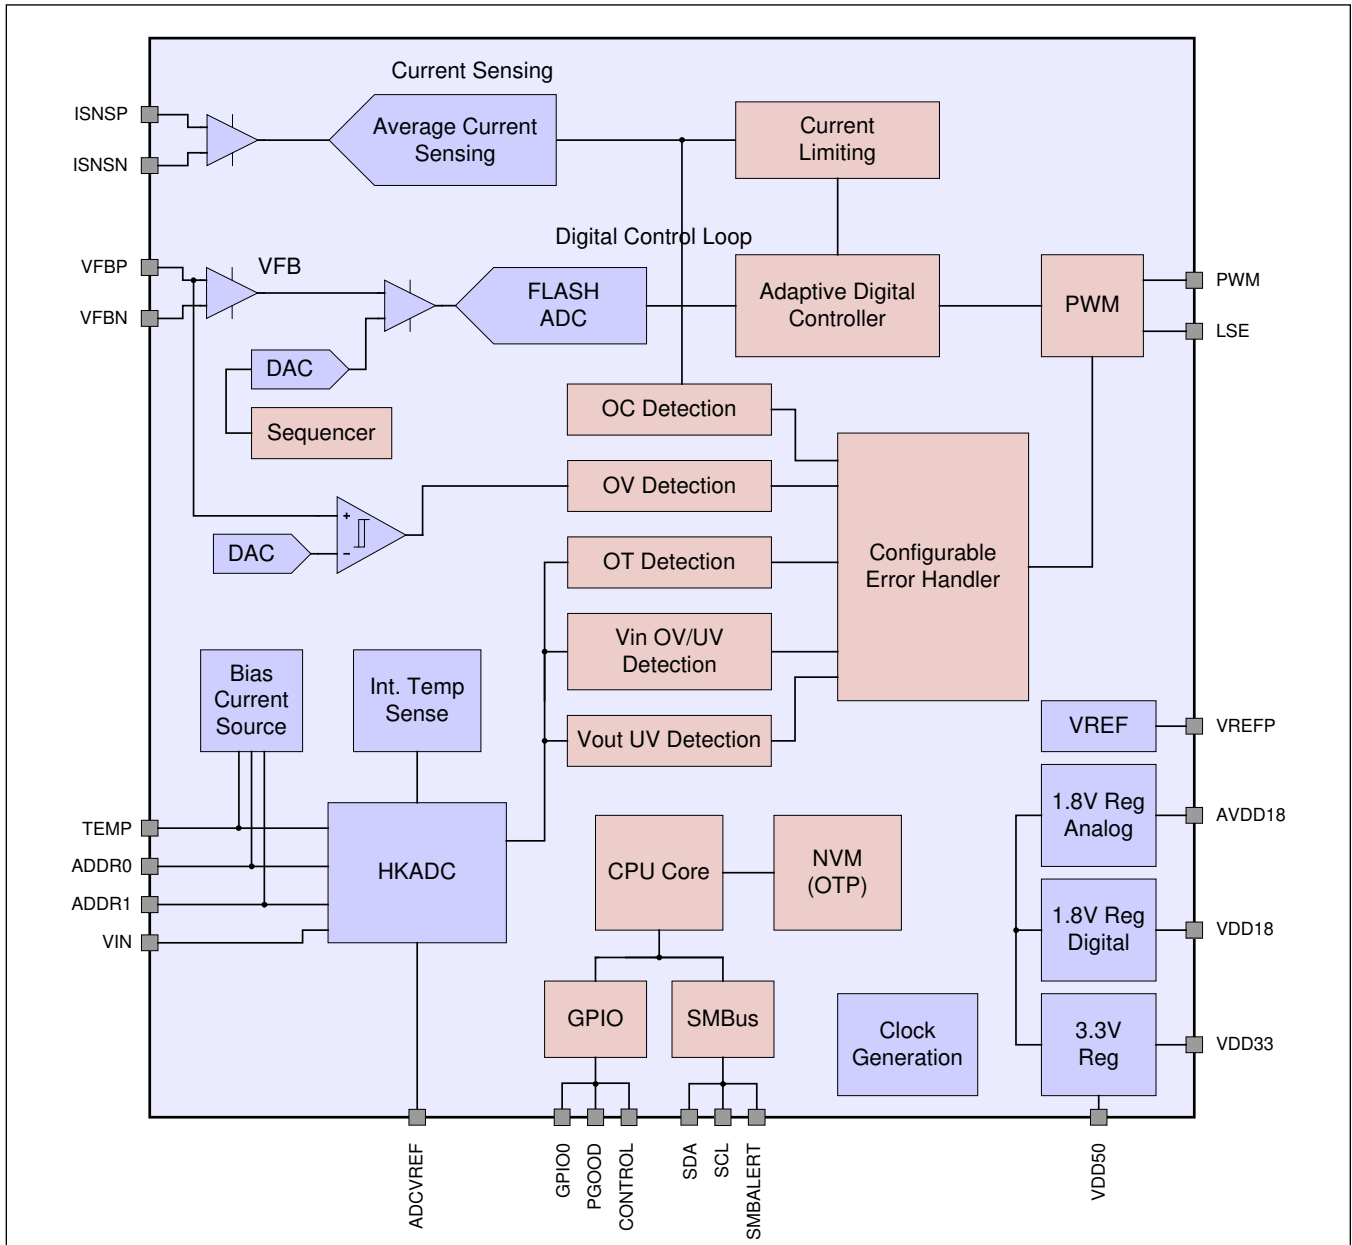 Current Sensing
ISNSP
ISNSN
Average Current
Sensing
Current
Limiting
Digital Control Loop
VFBP
VFBN
VFB
FLASH
ADC
Adaptive Digital
Controller
PWM
PWM
LSE
DAC
Sequencer
OC Detection
OV Detection
+
−
DAC
OT Detection
Configurable
Error Handler
Vin OV/UV
Detection
Vout UV Detection
Bias
Current
Source
Int. Temp
Sense
VREF
VREFP
TEMP
ADDR0
ADDR1
VIN
HKADC
CPU Core
NVM
(OTP)
1.8V Reg
Analog
AVDD18
1.8V Reg
Digital
VDD18
GPIO
SMBus
Clock
Generation
3.3V
Reg
VDD33
ADCVREF
GPIO0
PGOOD
CONTROL
SDA
SCL
SMBALERT
VDD50